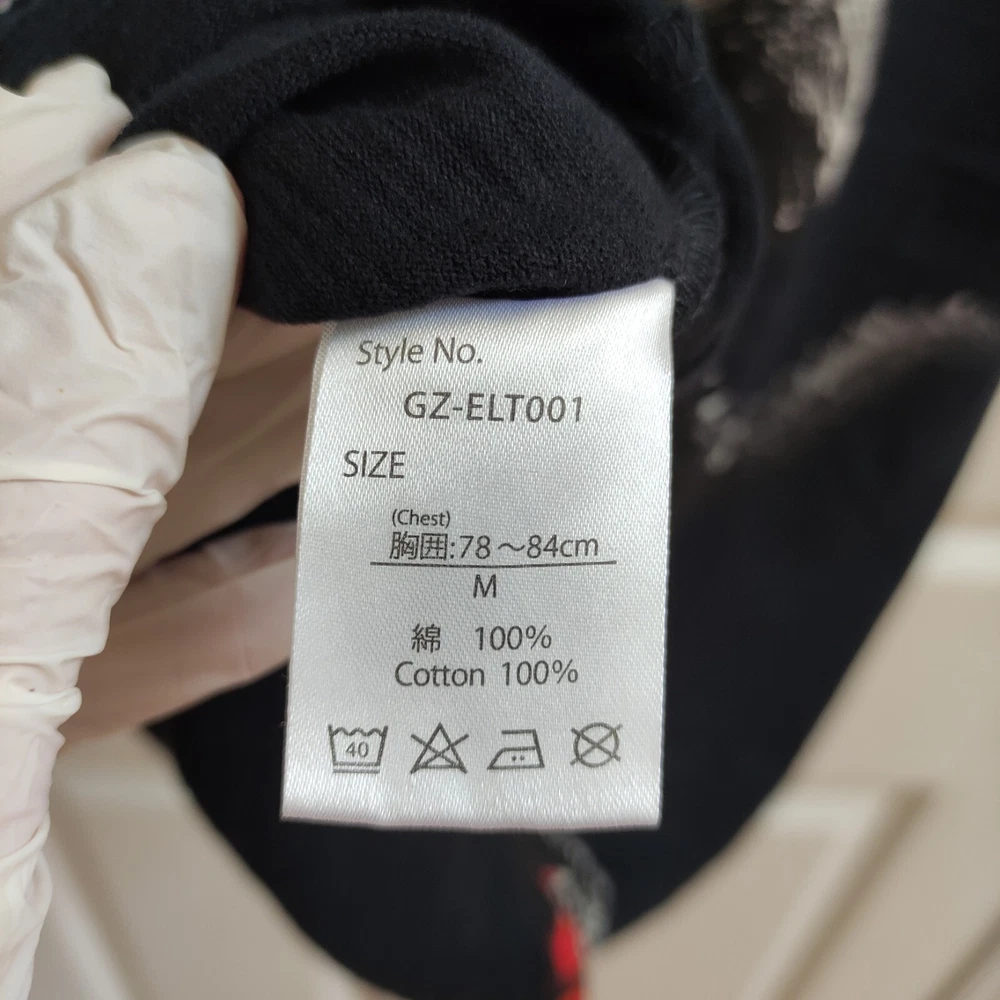 Style No.
GZ-ELT001
SIZE
(Chest)
胸囲:78～84cm
M
綿 100%
Cotton 100%
40